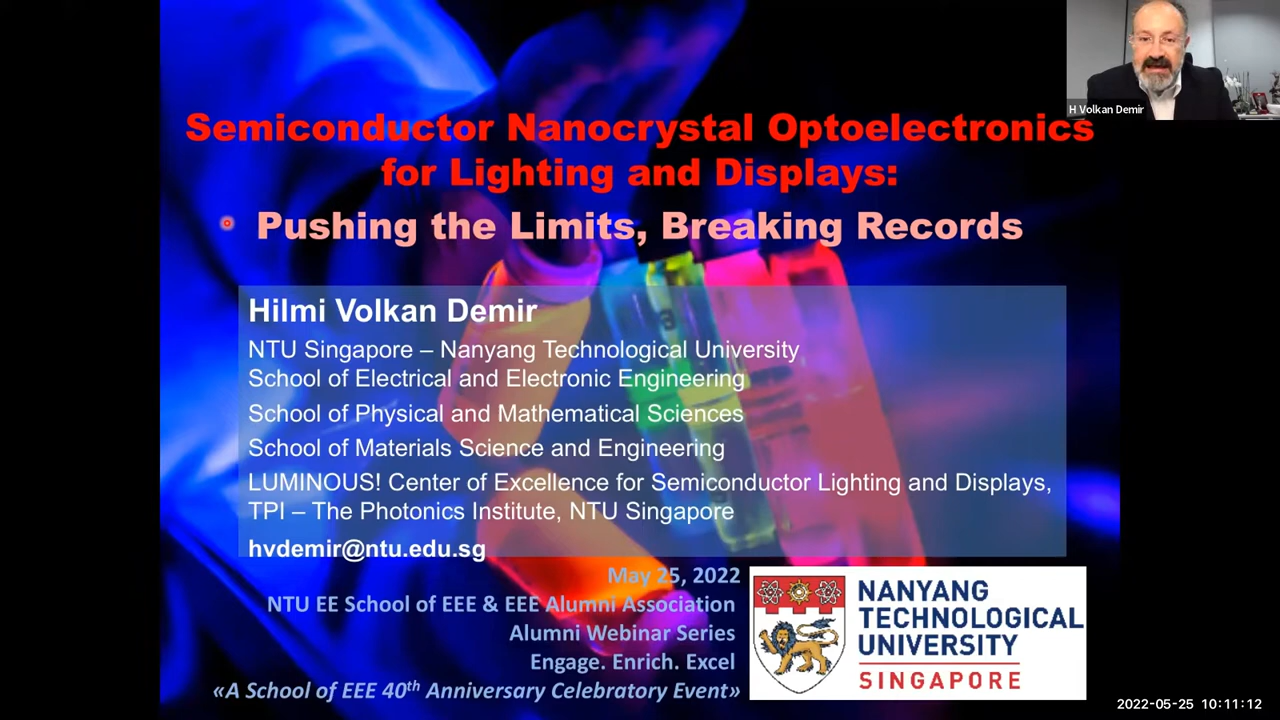 H Volkan Demir
Semiconductor Nanocrystal Optoelectronics
for Lighting and Displays:
Pushing the Limits, Breaking Records
Hilmi Volkan Demir
NTU Singapore – Nanyang Technological University
School of Electrical and Electronic Engineering
School of Physical and Mathematical Sciences
School of Materials Science and Engineering
LUMINOUS! Center of Excellence for Semiconductor Lighting and Displays,
TPI – The Photonics Institute, NTU Singapore
hvdemir@ntu.edu.sg
May 25, 2022
NTU EE School of EEE & EEE Alumni Association
Alumni Webinar Series
Engage. Enrich. Excel
«A School of EEE 40th Anniversary Celebratory Event»
NANYANG
TECHNOLOGICAL
UNIVERSITY
SINGAPORE
2022-05-25 10:11:12